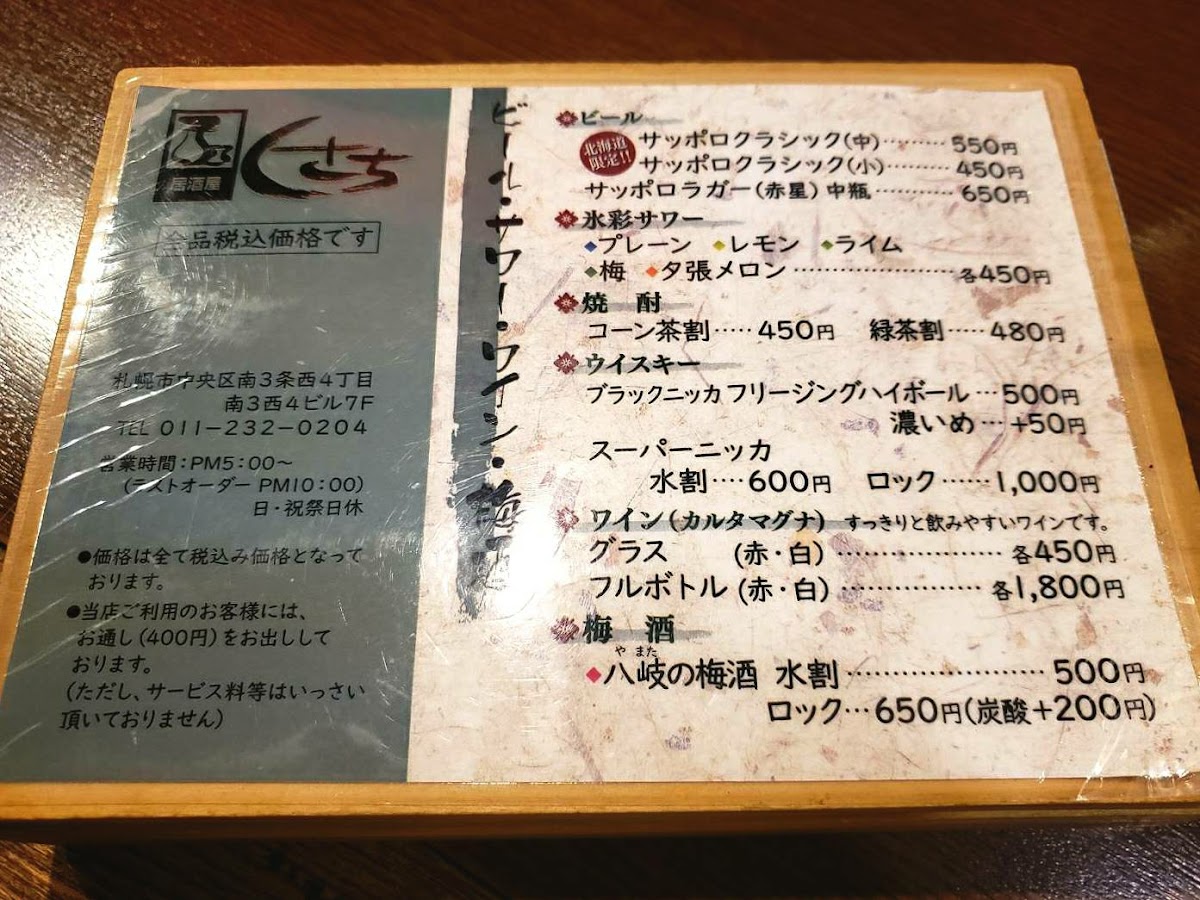 居酒屋
くさち
全品税込価格です
札幌市中央区南3条西4丁目
南3西4ビル7F
TEL 011-232-0204
営業時間:PM5:00~
(ラストオーダー PM10:00)
日・祝祭日休
●価格は全て税込み価格となって
おります。
●当店ご利用のお客様には、
お通し(400円)をお出しして
おります。
(ただし、サービス料等はいっさい
頂いておりません)
ビール・サワー・ワイン・梅酒
ビール
北海道
限定!!
サッポロクラシック(中)………550円
サッポロクラシック(小)………450円
サッポロラガー(赤星)中瓶…………650円
氷彩サワー
◆プレーン ◆レモン ◆ライム
◆梅 ◆夕張メロン…………………各450円
焼 酎
コーン茶割……450円 緑茶割……480円
ウイスキー
ブラックニッカフリージングハイボール…500円
濃いめ…+50円
スーパーニッカ
水割……600円 ロック……1,000円
ワイン(カルタマグナ) すっきりと飲みやすいワインです。
グラス (赤・白)…………………各450円
フルボトル(赤・白)………………各1,800円
梅 酒
やまた
◆八岐の梅酒 水割…………………500円
ロック…650円(炭酸+200円)